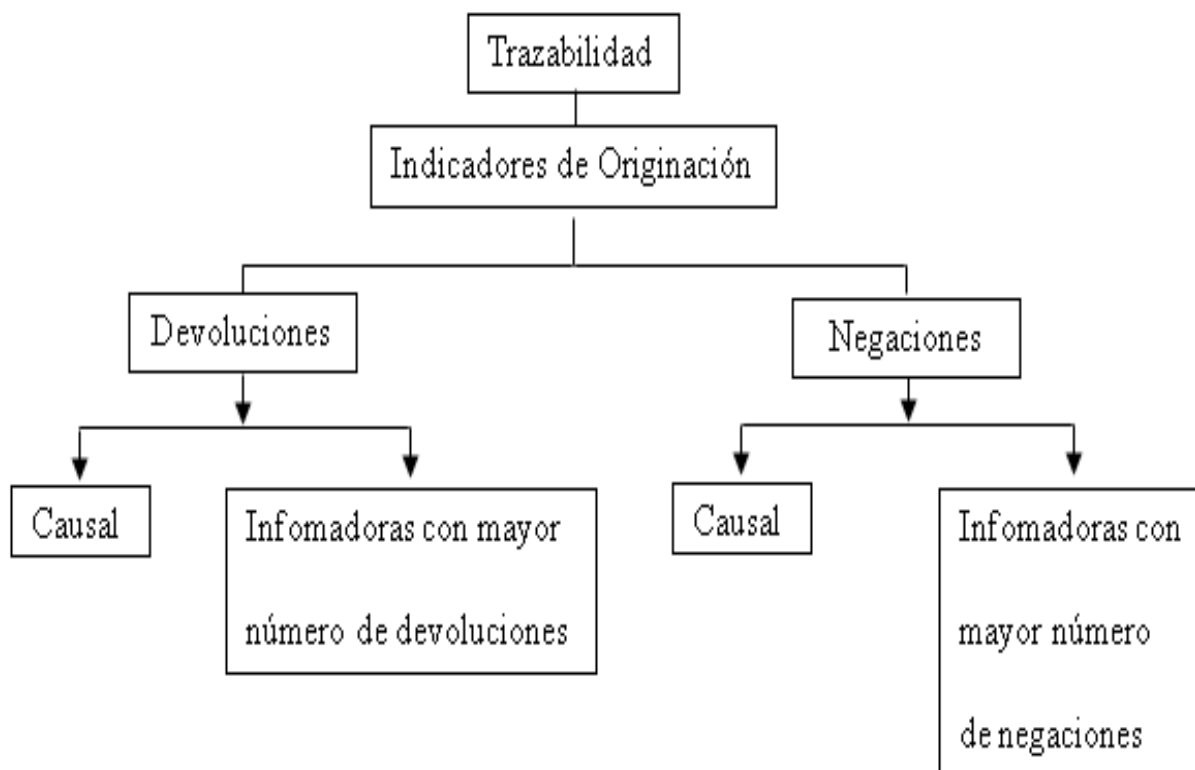 Trazabilidad
Indicadores de Originación
Devoluciones
Negaciones
Causal
Infomadoras con mayor
número de devoluciones
Causal
Infomadoras con
mayor número
de negaciones